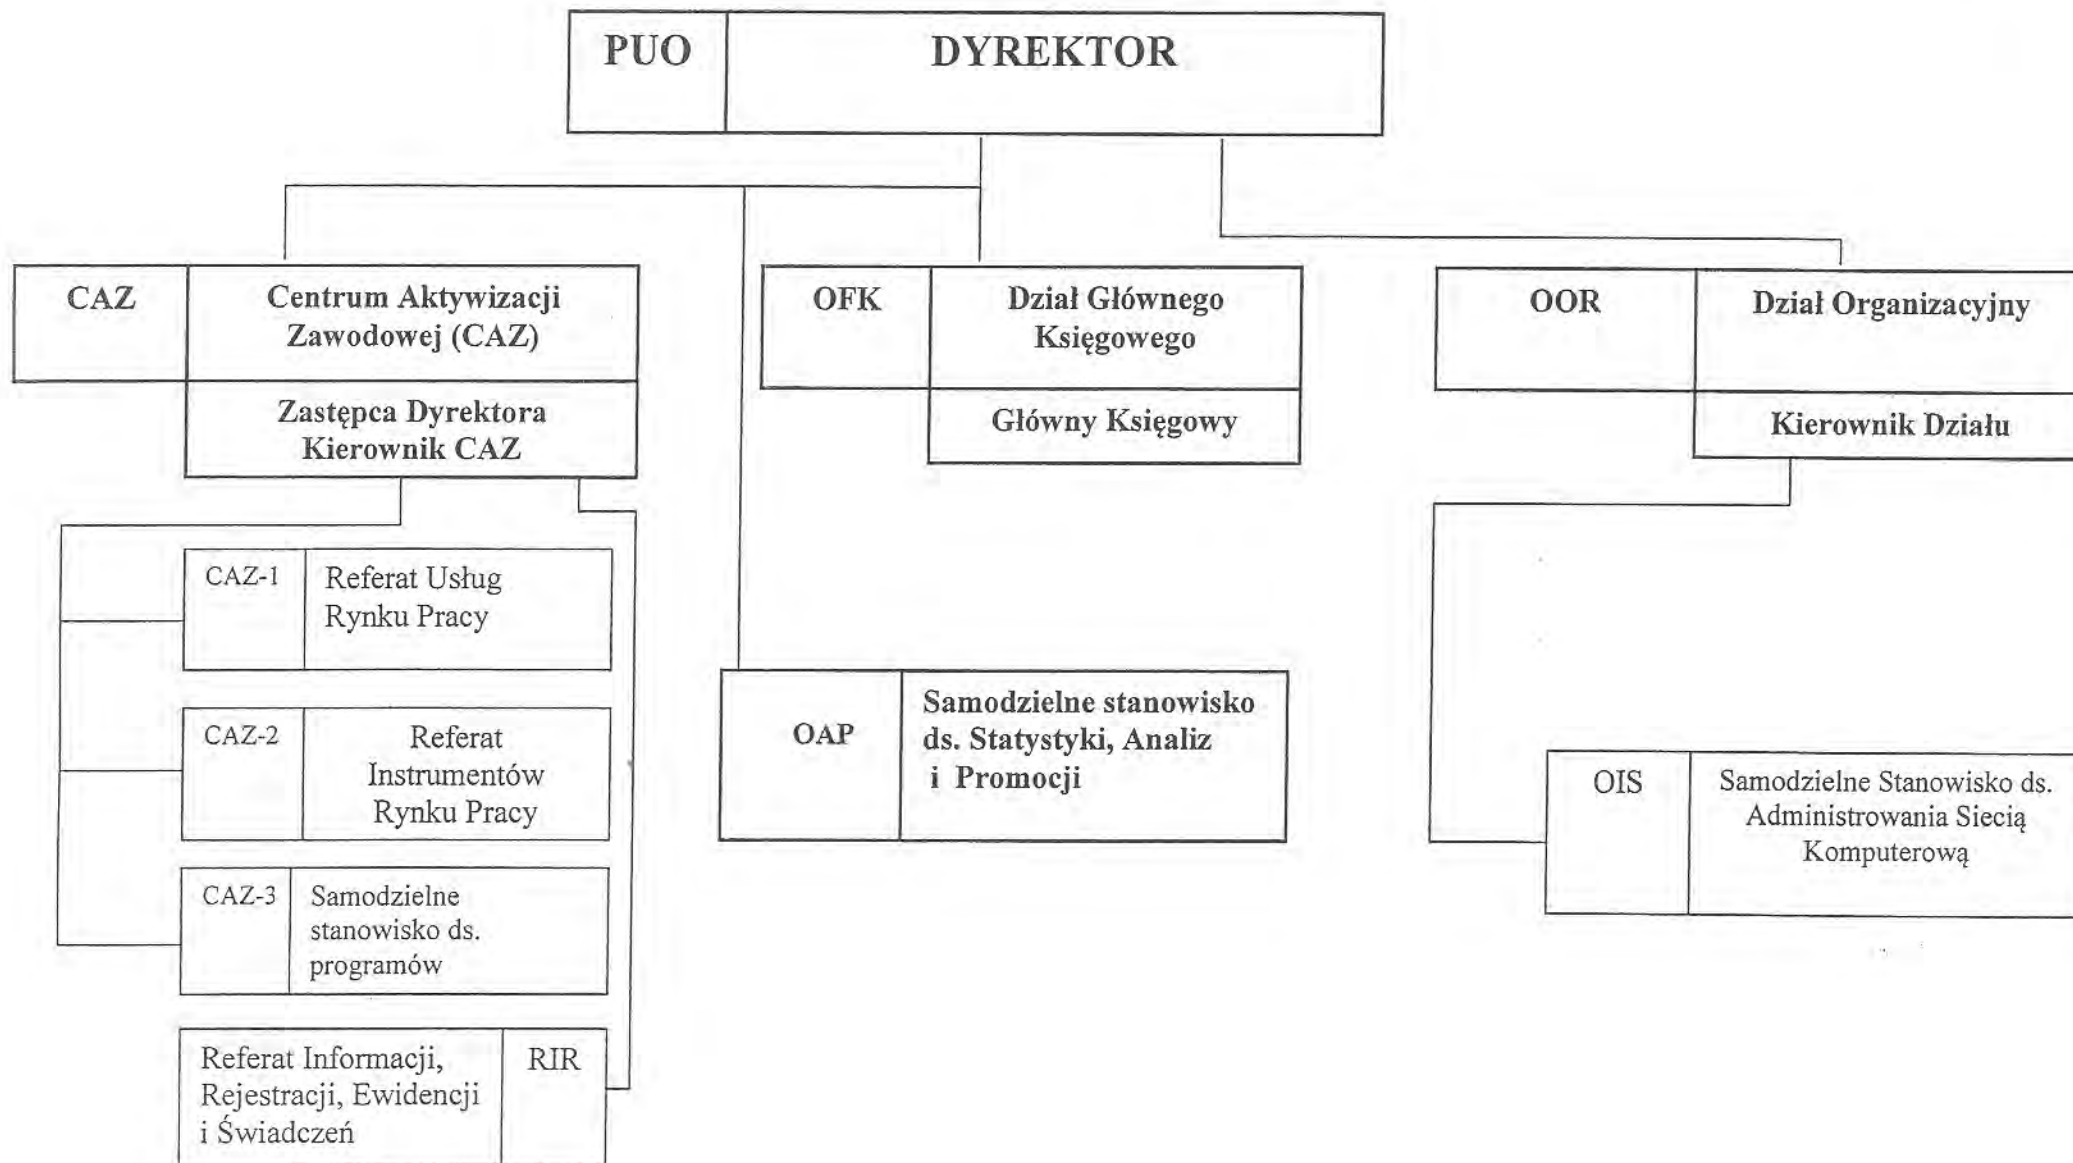 PUO
DYREKTOR
CAZ
Centrum Aktywizacji
Zawodowej (CAZ)
Zastępca Dyrektora
Kierownik CAZ
OFK
Dział Głównego
Księgowego
Główny Księgowy
OOR
Dział Organizacyjny
Kierownik Działu
CAZ-1
Referat Usług
Rynku Pracy
CAZ-2
Referat
Instrumentów
Rynku Pracy
CAZ-3
Samodzielne
stanowisko ds.
programów
Referat Informacji,
Rejestracji, Ewidencji
i Świadczeń
RIR
OAP
Samodzielne stanowisko
ds. Statystyki, Analiz
i Promocji
OIS
Samodzielne Stanowisko ds.
Administrowania Siecią
Komputerową